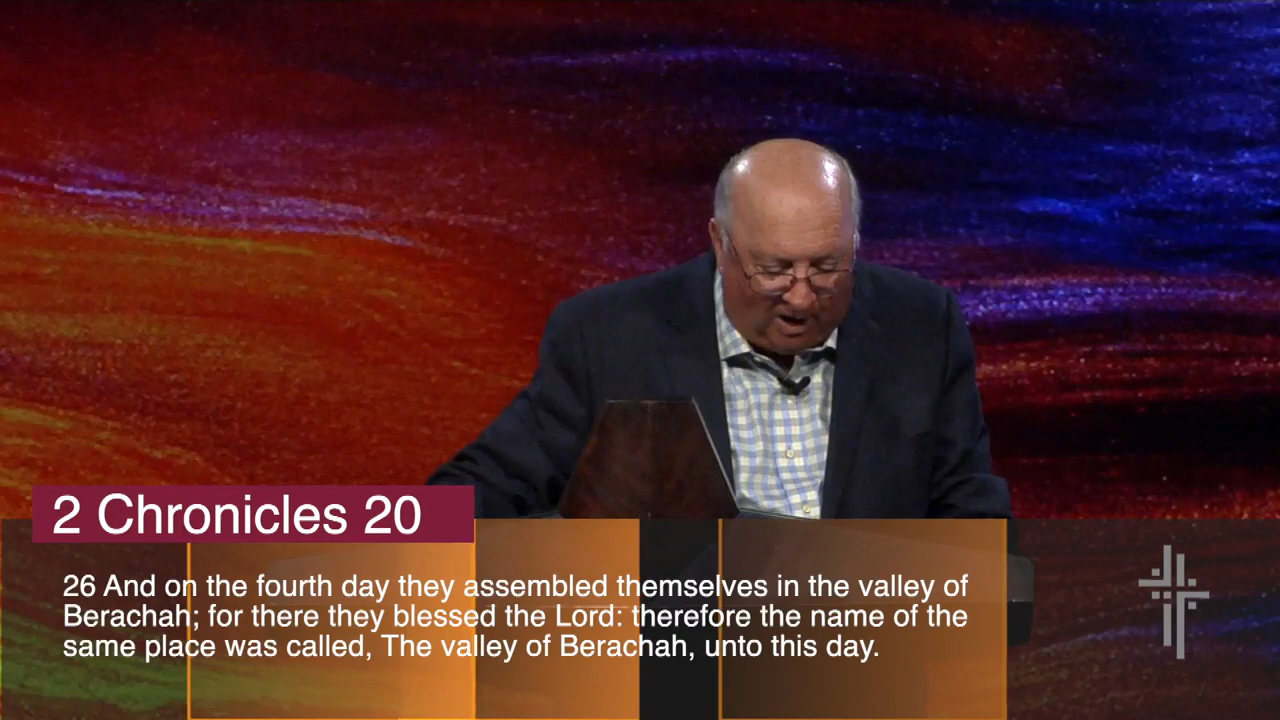 2 Chronicles 20
26 And on the fourth day they assembled themselves in the valley of
Berachah; for there they blessed the Lord: therefore the name of the
same place was called, The valley of Berachah, unto this day.